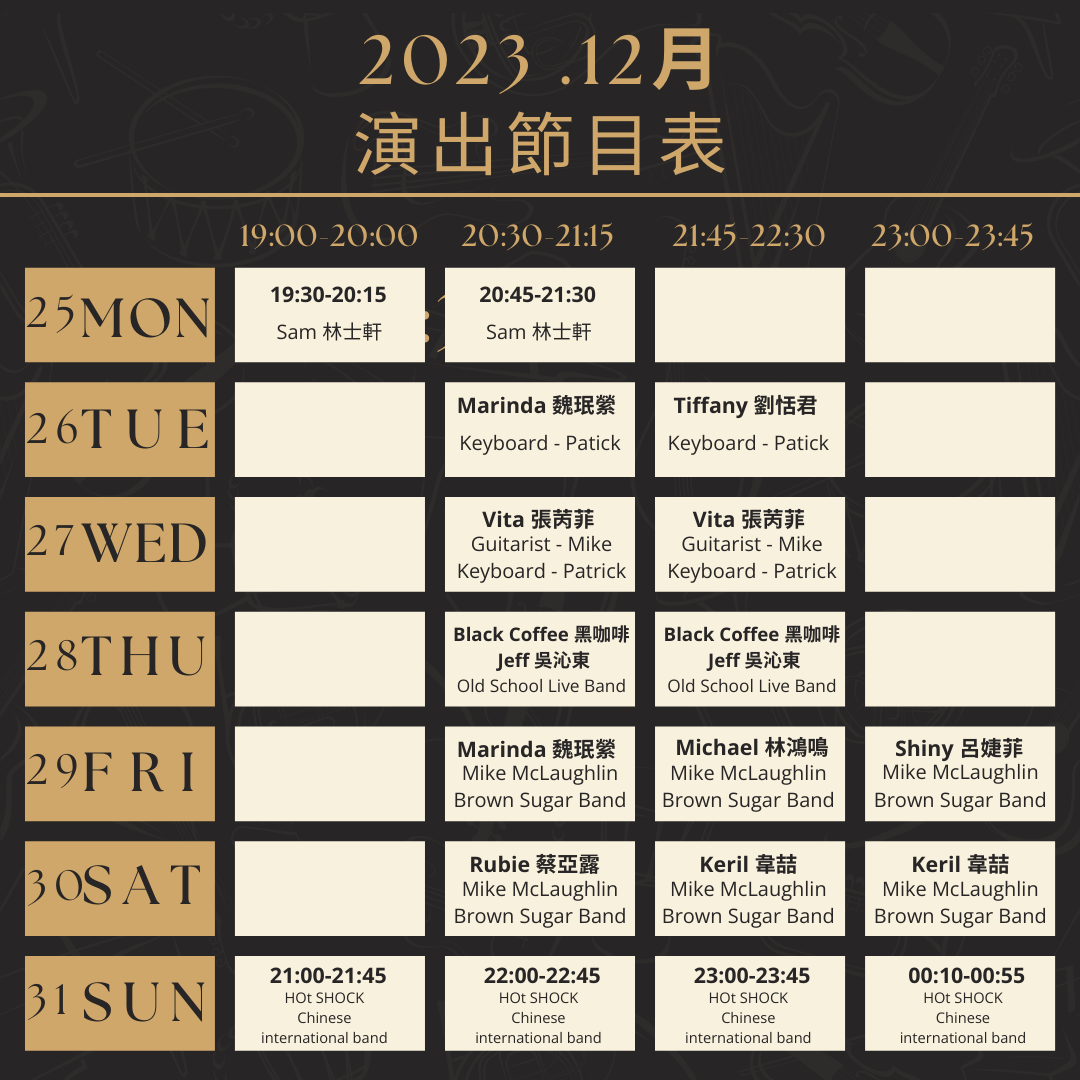 2023 .12月
演出節目表
19:00-20:00
20:30-21:15
21:45-22:30
23:00-23:45
25MON
19:30-20:15
Sam 林士軒
20:45-21:30
Sam 林士軒
26TUE
Marinda 魏珉縈
Keyboard - Patick
Tiffany 劉恬君
Keyboard - Patick
27WED
Vita 張芮菲
Guitarist - Mike
Keyboard - Patrick
Vita 張芮菲
Guitarist - Mike
Keyboard - Patrick
28THU
Black Coffee 黑咖啡
Jeff 吳沁東
Old School Live Band
Black Coffee 黑咖啡
Jeff 吳沁東
Old School Live Band
29FRI
Marinda 魏珉縈
Mike McLaughlin
Brown Sugar Band
Michael 林鴻鳴
Mike McLaughlin
Brown Sugar Band
Shiny 呂婕菲
Mike McLaughlin
Brown Sugar Band
30SAT
Rubie 蔡亞露
Mike McLaughlin
Brown Sugar Band
Keril 韋喆
Mike McLaughlin
Brown Sugar Band
Keril 韋喆
Mike McLaughlin
Brown Sugar Band
31 SUN
21:00-21:45
HOt SHOCK
Chinese
international band
22:00-22:45
HOt SHOCK
Chinese
international band
23:00-23:45
HOt SHOCK
Chinese
international band
00:10-00:55
HOt SHOCK
Chinese
international band